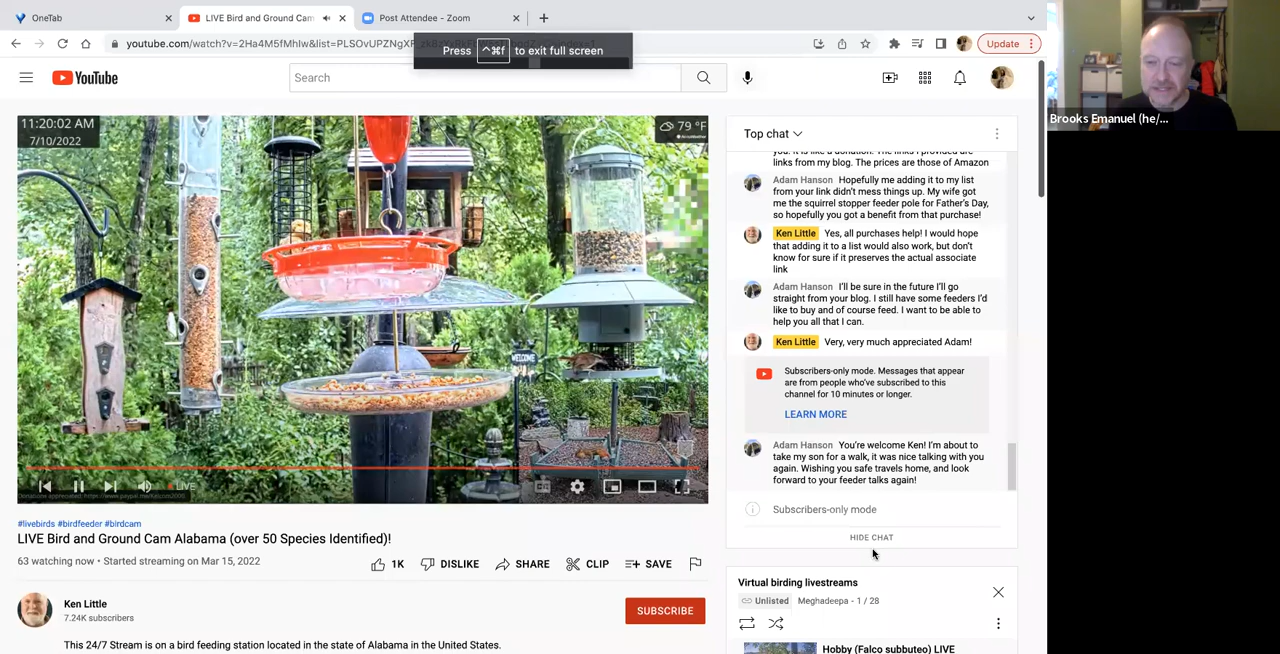 OneTab
LIVE Bird and Ground Cam
Post Attendee - Zoom
youtube.com/watch?v=2Ha4M5fMhIw&list=PLSOvUPZNgX
Update
Press ^⌘f to exit full screen
YouTube
Search
Brooks Emanuel (he/...
11:20:02 AM
7/10/2022
79 °F
WELCOME
LIVE
Top chat
links from my blog. The prices are those of Amazon
Adam Hanson Hopefully me adding it to my list
from your link didn't mess things up. My wife got
me the squirrel stopper feeder pole for Father's Day,
so hopefully you got a benefit from that purchase!
Ken Little Yes, all purchases help! I would hope
that adding it to a list would also work, but don't
know for sure if it preserves the actual associate
link
Adam Hanson I'll be sure in the future I'll go
straight from your blog. I still have some feeders I'd
like to buy and of course feed. I want to be able to
help you all that I can.
Ken Little Very, very much appreciated Adam!
Subscribers-only mode. Messages that appear
are from people who've subscribed to this
channel for 10 minutes or longer.
LEARN MORE
Adam Hanson You're welcome Ken! I'm about to
take my son for a walk, it was nice talking with you
again. Wishing you safe travels home, and look
forward to your feeder talks again!
Subscribers-only mode
HIDE CHAT
#livebirds #birdfeeder #birdcam
LIVE Bird and Ground Cam Alabama (over 50 Species Identified)!
63 watching now • Started streaming on Mar 15, 2022
1K
DISLIKE
SHARE
CLIP
SAVE
Ken Little
7.24K subscribers
SUBSCRIBE
This 24/7 Stream is on a bird feeding station located in the state of Alabama in the United States.
Virtual birding livestreams
Unlisted
Meghadeepa - 1 / 28
Hobby (Falco subbuteo) LIVE